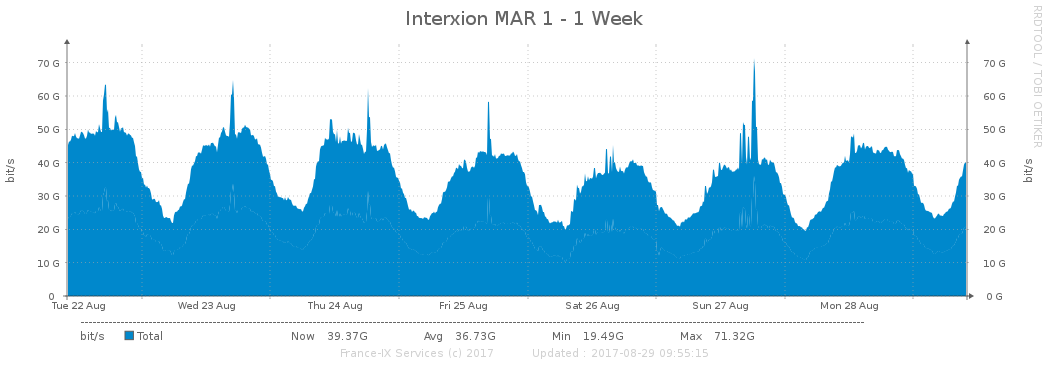 Interxion MAR 1 - 1 Week
RRDTOOL / TOBI OETIKER
bit/s
70 G
60 G
50 G
40 G
30 G
20 G
10 G
0
70 G
60 G
50 G
40 G
30 G
20 G
10 G
0 G
bit/s
Tue 22 Aug Wed 23 Aug Thu 24 Aug Fri 25 Aug Sat 26 Aug Sun 27 Aug Mon 28 Aug
bit/s Total Now 39.37G Avg 36.73G Min 19.49G Max 71.32G
France-IX Services (c) 2017 Updated : 2017-08-29 09:55:15